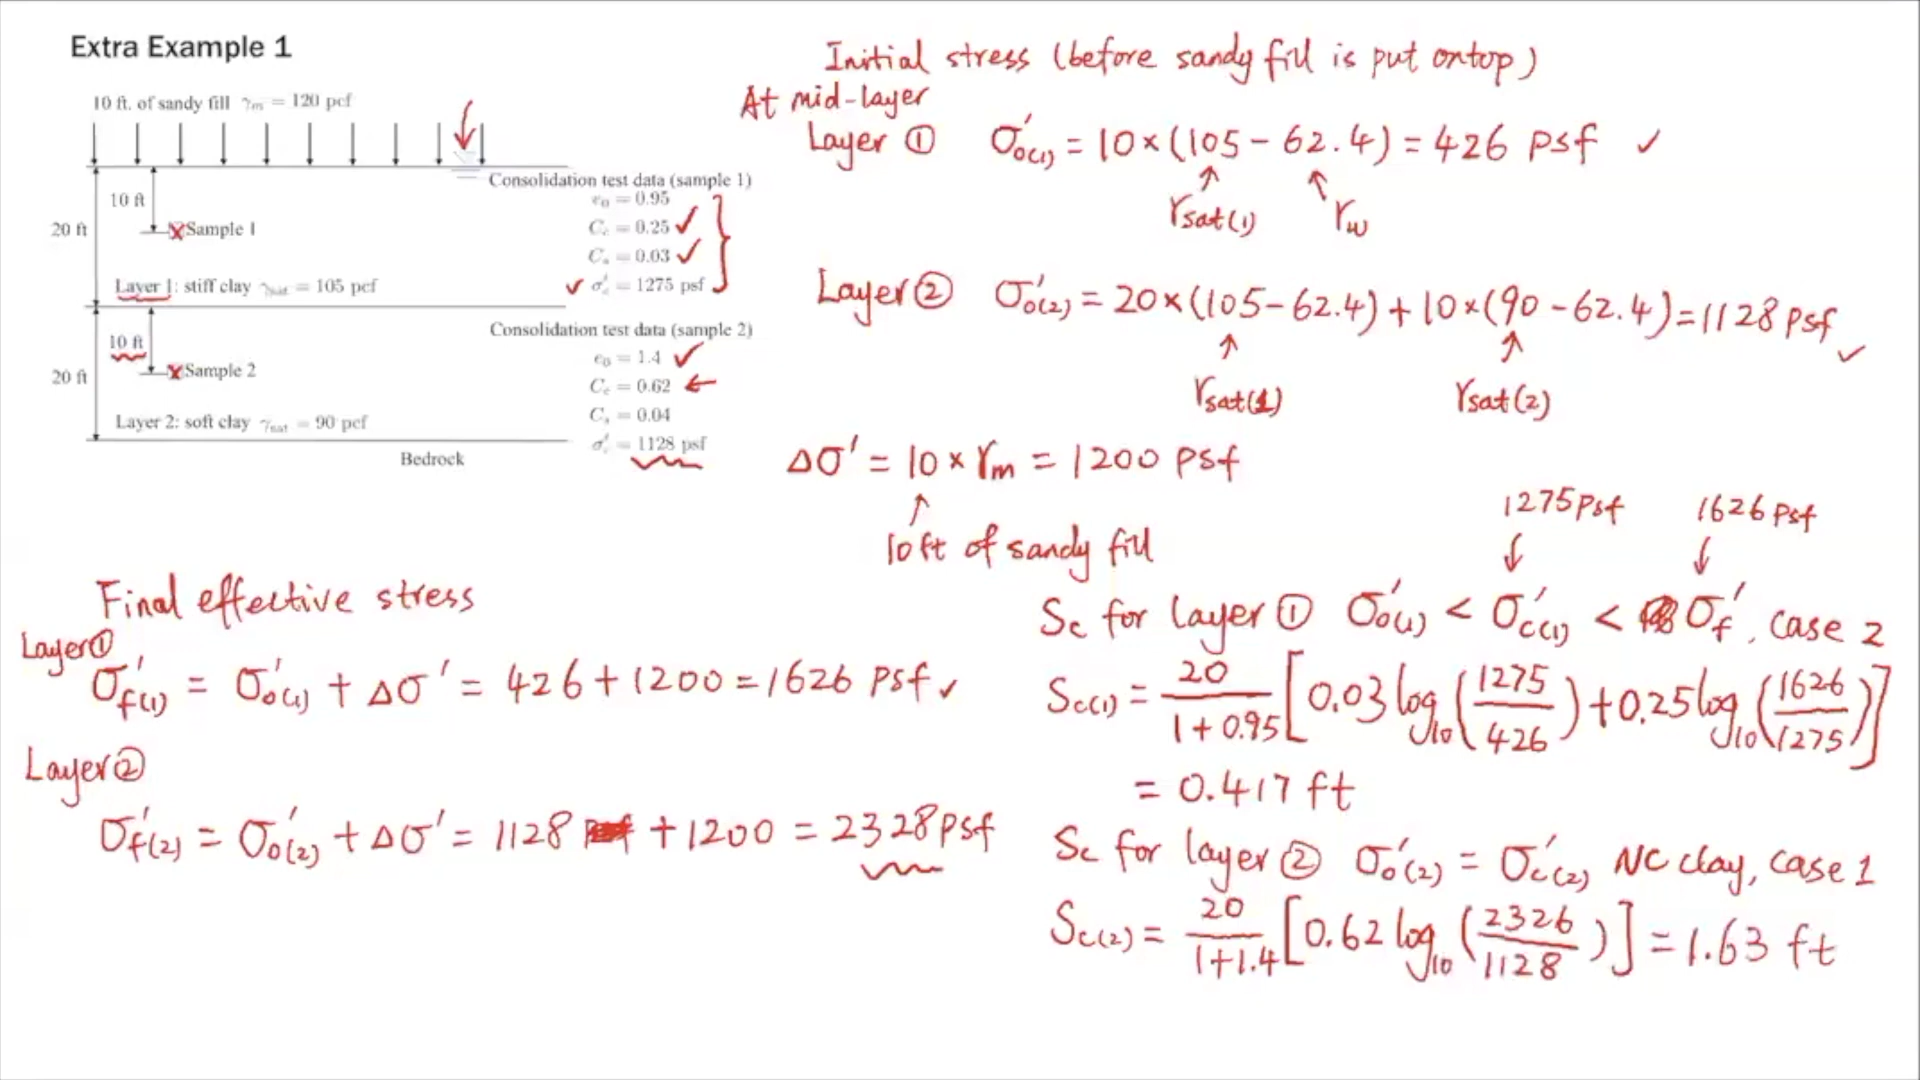 Extra Example 1
10 ft. of sandy fill γm = 120 pcf
10 ft
Sample 1
20 ft
Layer 1: stiff clay γsat = 105 pcf
Consolidation test data (sample 1)
e0 = 0.95
Cc = 0.25 ✓
Cs = 0.03 ✓
✓ σ'c = 1275 psf
10 ft
Sample 2
20 ft
Layer 2: soft clay γsat = 90 pcf
Bedrock
Consolidation test data (sample 2)
e0 = 1.4 ✓
Cc = 0.62 ←
Cs = 0.04
σ'c = 1128 psf
Initial stress (before sandy fill is put ontop)
At mid-layer
Layer ① σ'o(1) = 10×(105-62.4) = 426 psf ✓
↑ ↑
γsat(1) γw
Layer ② σ'o(2) = 20×(105-62.4) + 10×(90-62.4) = 1128 psf ✓
↑ ↑
γsat(1) γsat(2)
Δσ' = 10 × γm = 1200 psf
↑
10ft of sandy fill
Final effective stress
Layer①
σ'f(1) = σ'o(1) + Δσ' = 426 + 1200 = 1626 psf ✓
Layer②
σ'f(2) = σ'o(2) + Δσ' = 1128 + 1200 = 2328 psf
1275 psf 1626 psf
↓ ↓
Sc for layer ① σ'o(1) < σ'c(1) < σ'f, case 2
Sc(1) = 20/(1+0.95) [0.03 log10 (1275/426) + 0.25 log10 (1626/1275)]
= 0.417 ft
Sc for layer ② σ'o(2) = σ'c(2) NC clay, case 1
Sc(2) = 20/(1+1.4) [0.62 log10 (2326/1128)] = 1.63 ft